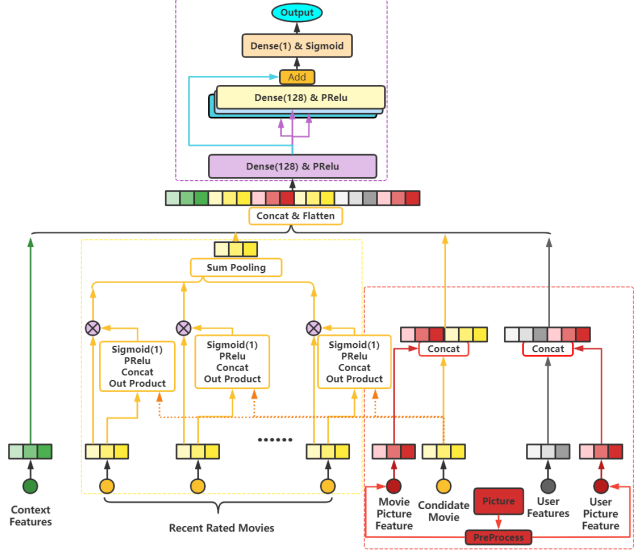 Output
Dense(1) & Sigmoid
Add
Dense(128) & PRelu
Dense(128) & PRelu
Concat & Flatten
Sum Pooling
Sigmoid(1)
PRelu
Concat
Out Product
Sigmoid(1)
PRelu
Concat
Out Product
Sigmoid(1)
PRelu
Concat
Out Product
Concat
Concat
......
Context
Features
Recent Rated Movies
Movie
Picture
Feature
Condidate
Movie
Picture
PreProcess
User
Features
User
Picture
Feature